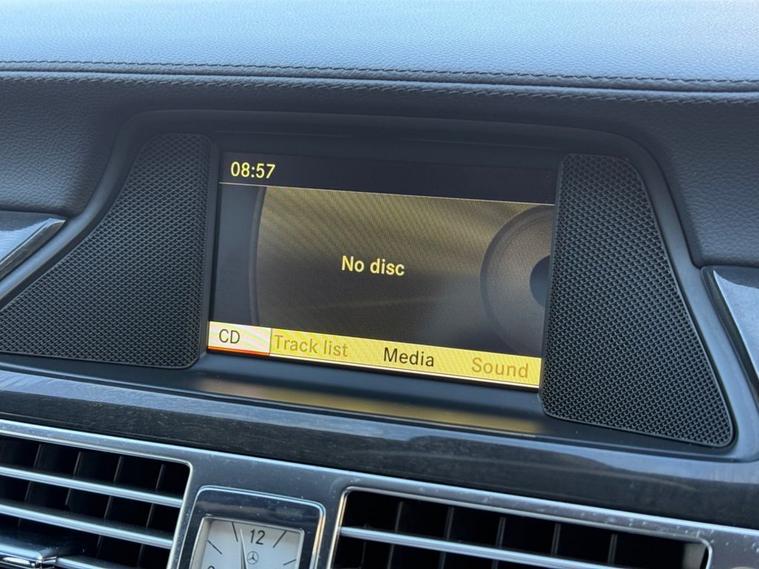 08:57
No disc
CD Track list Media Sound
12